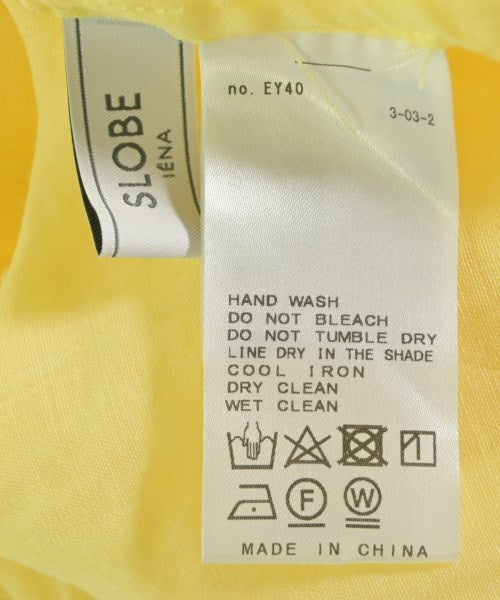 SLOBE
IÉNA
no. EY40
3-03-2
HAND WASH
DO NOT BLEACH
DO NOT TUMBLE DRY
LINE DRY IN THE SHADE
COOL IRON
DRY CLEAN
WET CLEAN
F
W
MADE IN CHINA